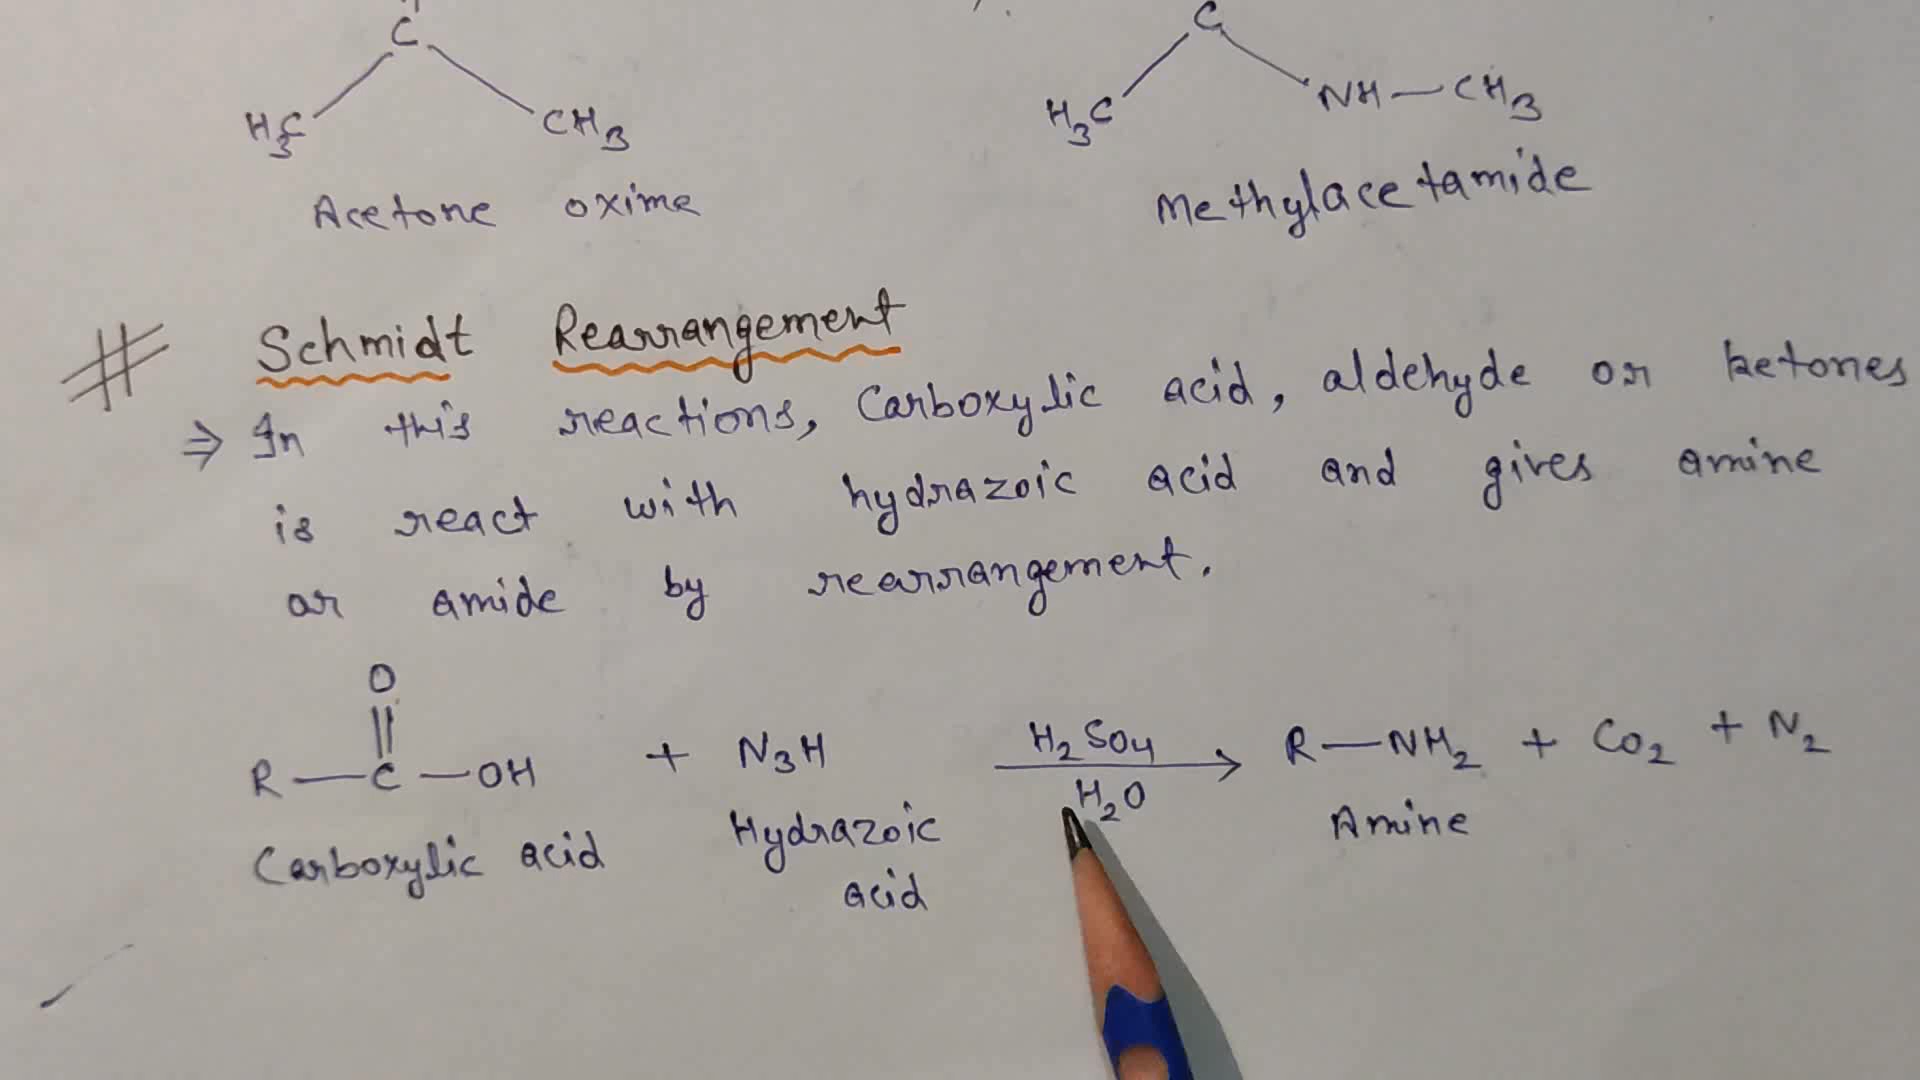 C C
H3C CH3 H3C NH—CH3
Acetone oxime Methylacetamide
# Schmidt Rearrangement
⇒ In this reactions, Carboxylic acid, aldehyde or ketones
is react with hydrazoic acid and gives amine
or amide by rearrangement.
O
R—C—OH + N3H H2SO4 → R—NH2 + CO2 + N2
H2O
Carboxylic acid Hydrazoic acid Amine